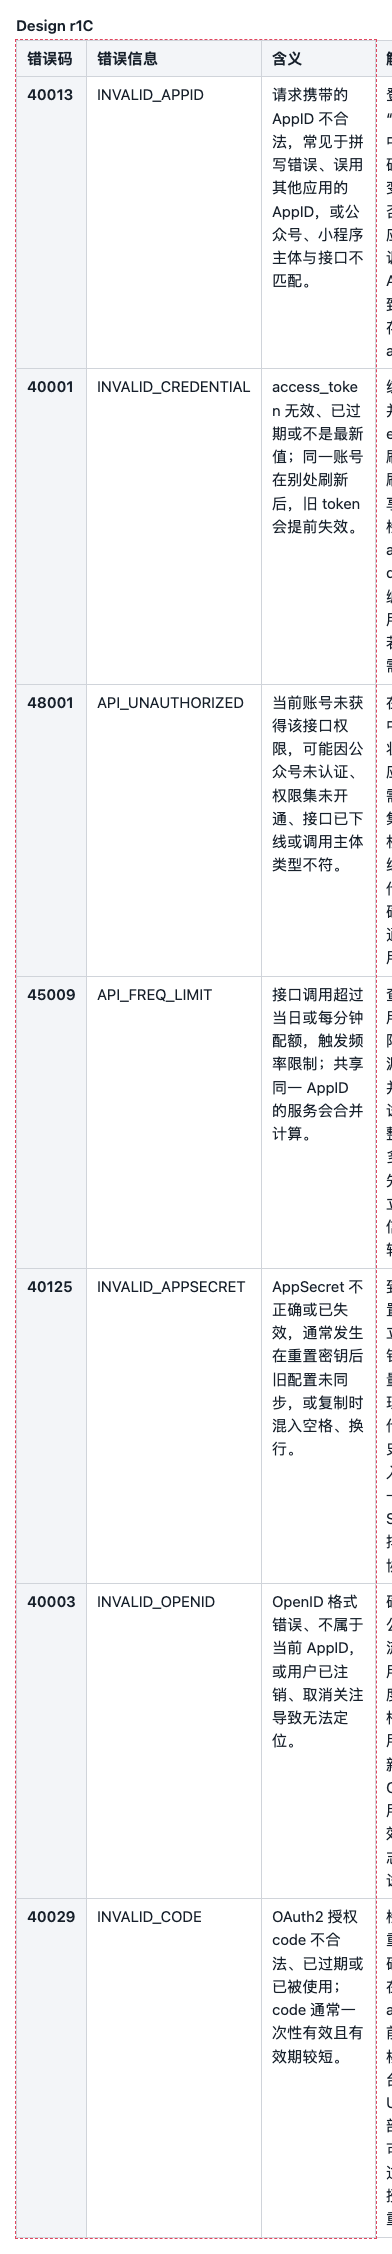 Design r1C
错误码 错误信息 含义
40013 INVALID_APPID 请求携带的
AppID 不合
法，常见于拼
写错误、误用
其他应用的
AppID，或公
众号、小程序
主体与接口不
匹配。
40001 INVALID_CREDENTIAL access_toke
n 无效、已过
期或不是最新
值；同一账号
在别处刷新
后，旧 token
会提前失效。
48001 API_UNAUTHORIZED 当前账号未获
得该接口权
限，可能因公
众号未认证、
权限集未开
通、接口已下
线或调用主体
类型不符。
45009 API_FREQ_LIMIT 接口调用超过
当日或每分钟
配额，触发频
率限制；共享
同一 AppID
的服务会合并
计算。
40125 INVALID_APPSECRET AppSecret 不
正确或已失
效，通常发生
在重置密钥后
旧配置未同
步，或复制时
混入空格、换
行。
40003 INVALID_OPENID OpenID 格式
错误、不属于
当前 AppID，
或用户已注
销、取消关注
导致无法定
位。
40029 INVALID_CODE OAuth2 授权
code 不合
法、已过期或
已被使用；
code 通常一
次性有效且有
效期较短。